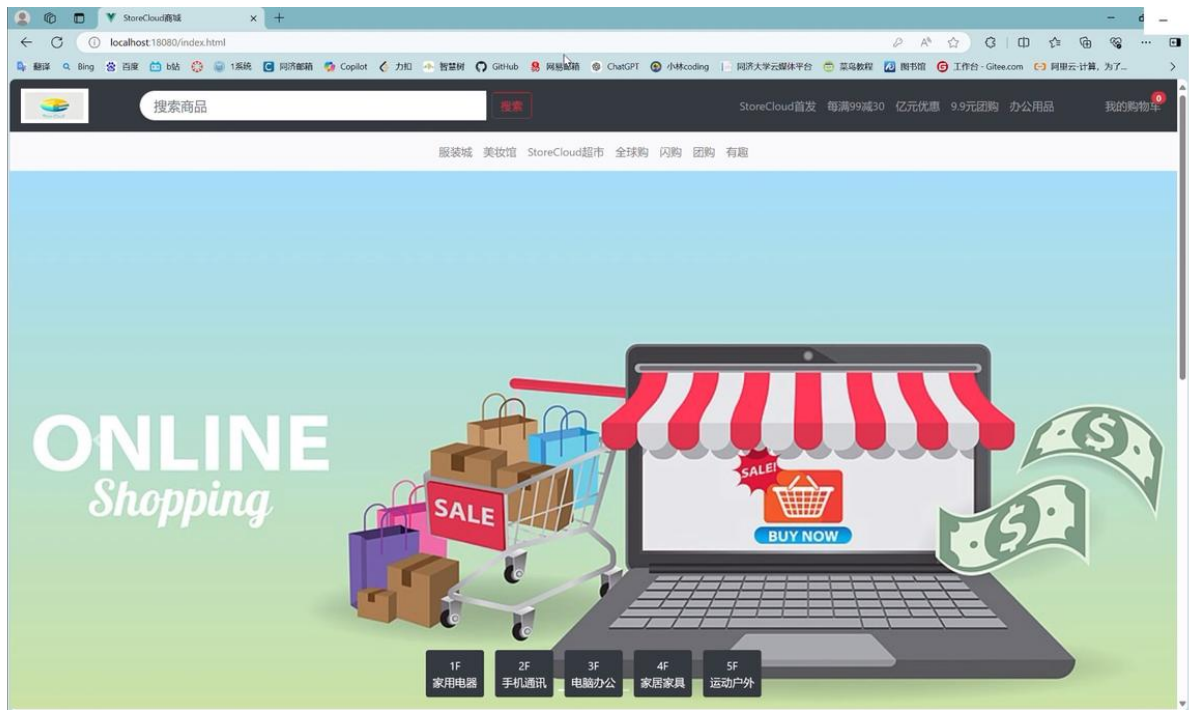 StoreCloud商城
localhost:18080/index.html
翻译 Bing 百度 b站 1系统 同济邮箱 Copilot 力扣 智慧树 GitHub 网易邮箱 ChatGPT 小林coding 同济大学云媒体平台 菜鸟教程 图书馆 工作台 - Gitee.com 阿里云-计算，为了...
搜索商品 搜索 StoreCloud首发 每满99减30 亿元优惠 9.9元团购 办公用品 我的购物车 0
服装城 美妆馆 StoreCloud超市 全球购 闪购 团购 有趣
ONLINE
Shopping
SALE
SALE!
BUY NOW
1F 2F 3F 4F 5F
家用电器 手机通讯 电脑办公 家居家具 运动户外